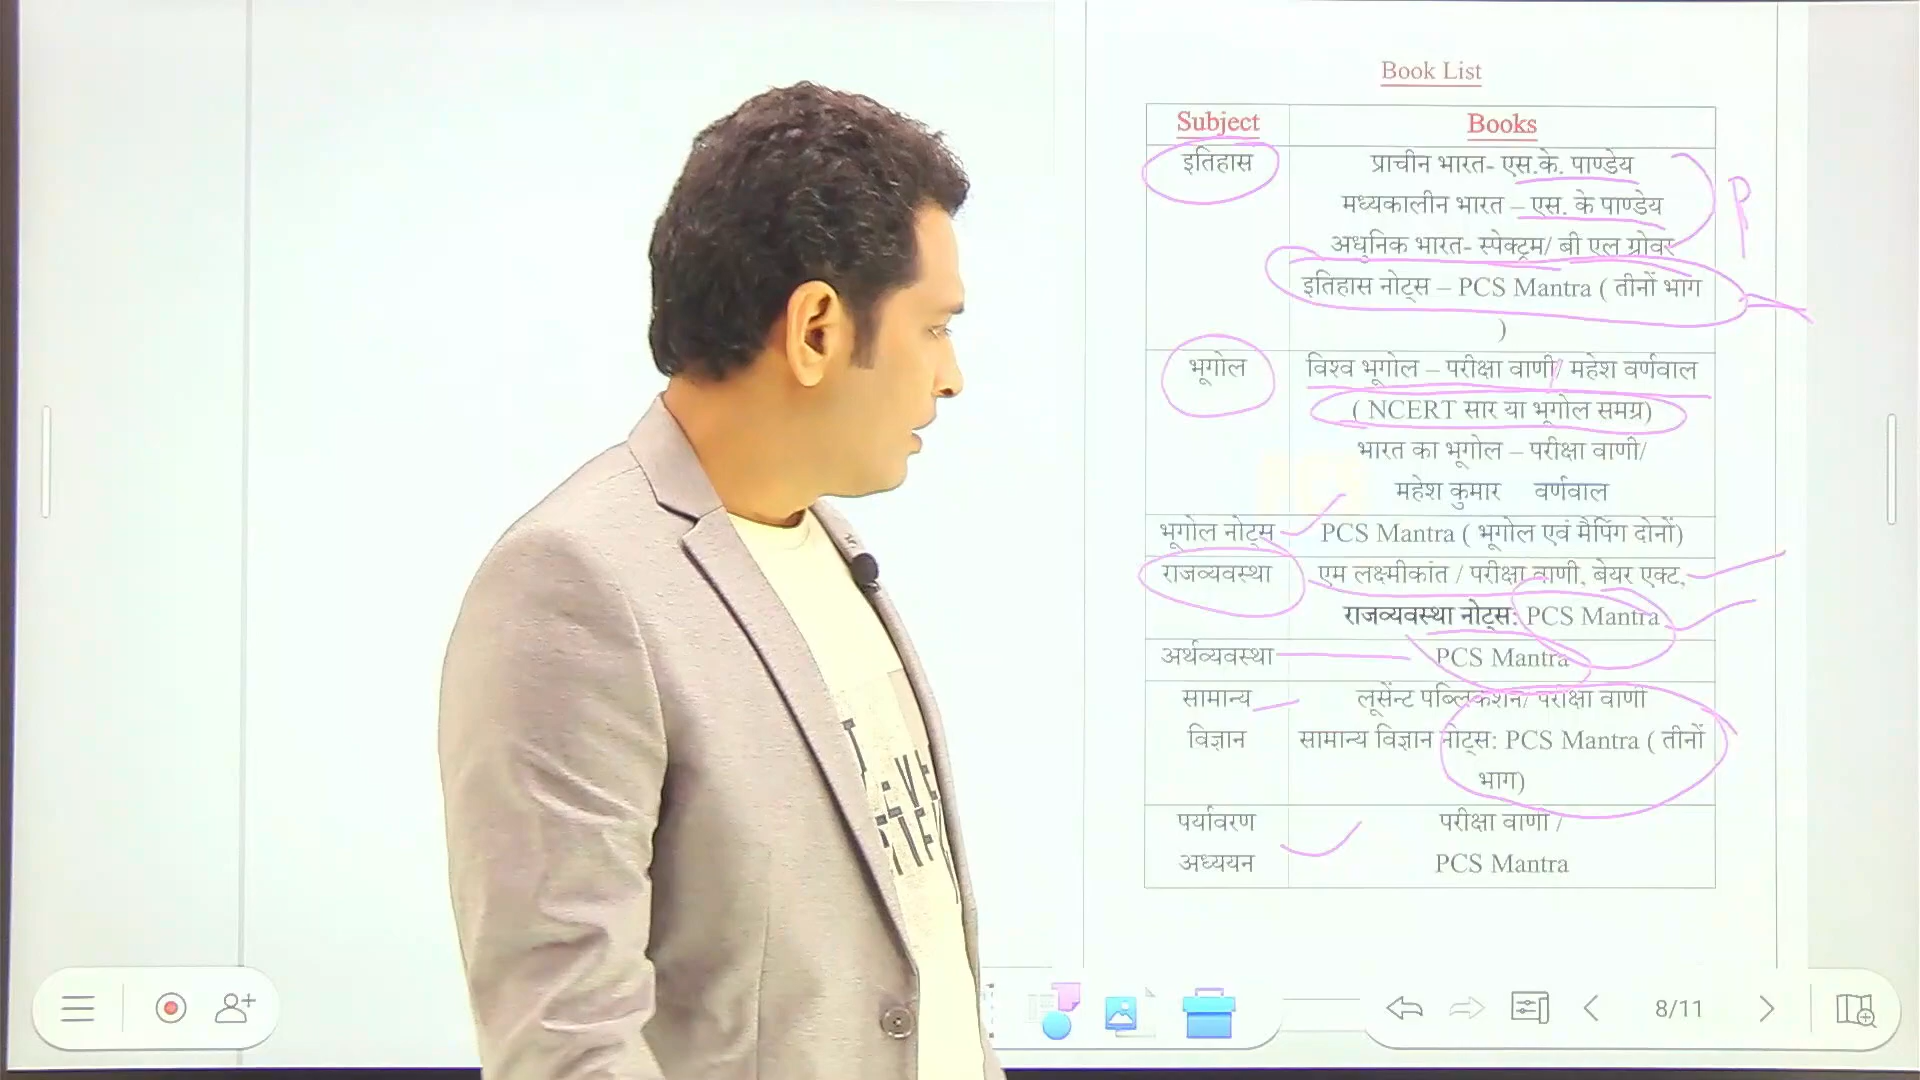 Book List
Subject Books
इतिहास प्राचीन भारत- एस.के. पाण्डेय
मध्यकालीन भारत – एस. के पाण्डेय
अधुनिक भारत- स्पेक्ट्रम/ बी एल ग्रोवर
इतिहास नोट्स – PCS Mantra ( तीनों भाग
)
P
भूगोल विश्व भूगोल – परीक्षा वाणी/ महेश वर्णवाल
( NCERT सार या भूगोल समग्र)
भारत का भूगोल – परीक्षा वाणी/
महेश कुमार वर्णवाल
भूगोल नोट्स PCS Mantra ( भूगोल एवं मैपिंग दोनों)
राजव्यवस्था एम लक्ष्मीकांत / परीक्षा वाणी, बेयर एक्ट,
राजव्यवस्था नोट्स: PCS Mantra
अर्थव्यवस्था PCS Mantra
सामान्य लूसेंन्ट पब्लिकशन/ परीक्षा वाणी
विज्ञान सामान्य विज्ञान नोट्स: PCS Mantra ( तीनों
भाग)
पर्यावरण परीक्षा वाणी /
अध्ययन PCS Mantra
8/11